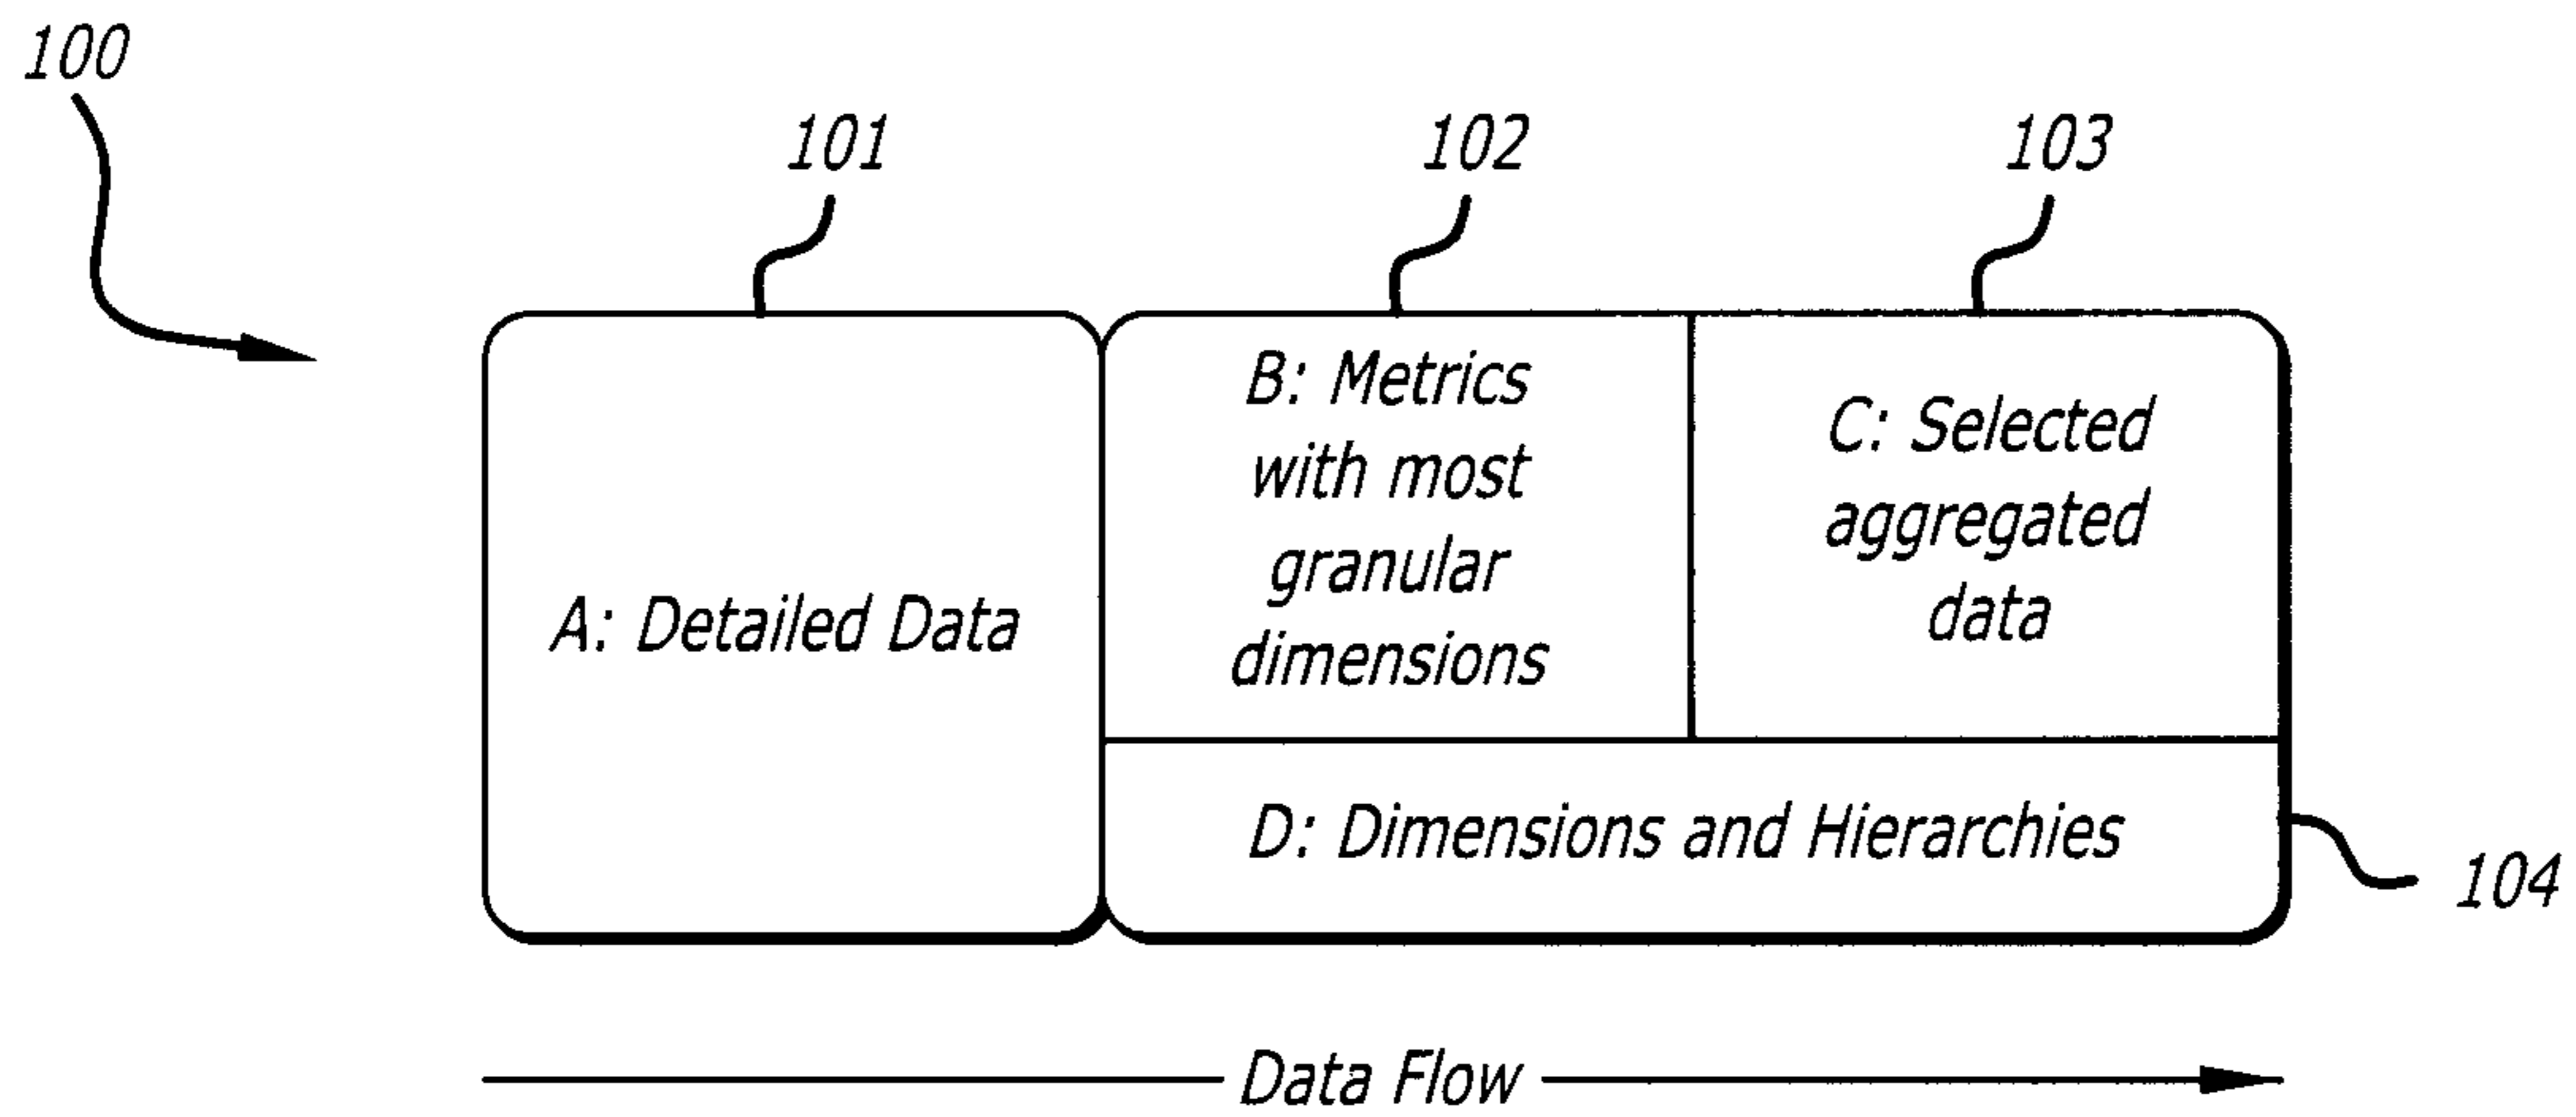 100
101
102
103
B: Metrics
with most
granular
dimensions
C: Selected
aggregated
data
A: Detailed Data
D: Dimensions and Hierarchies
104
Data Flow